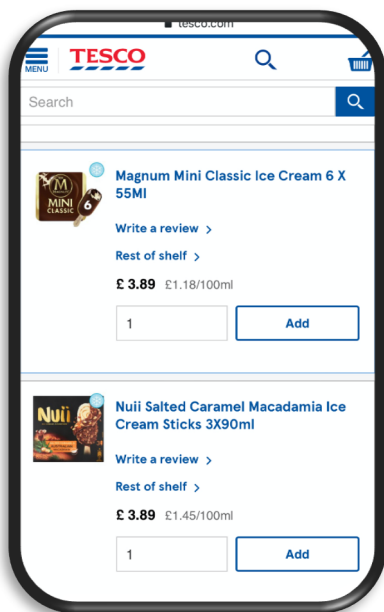 tesco.com
MENU
TESCO
Search
M
MAGNUM
MINI
CLASSIC
6
Magnum Mini Classic Ice Cream 6 X
55Ml
Write a review >
Rest of shelf >
£ 3.89 £1.18/100ml
1
Add
Nuii
Nuii Salted Caramel Macadamia Ice
Cream Sticks 3X90ml
Write a review >
Rest of shelf >
£ 3.89 £1.45/100ml
1
Add